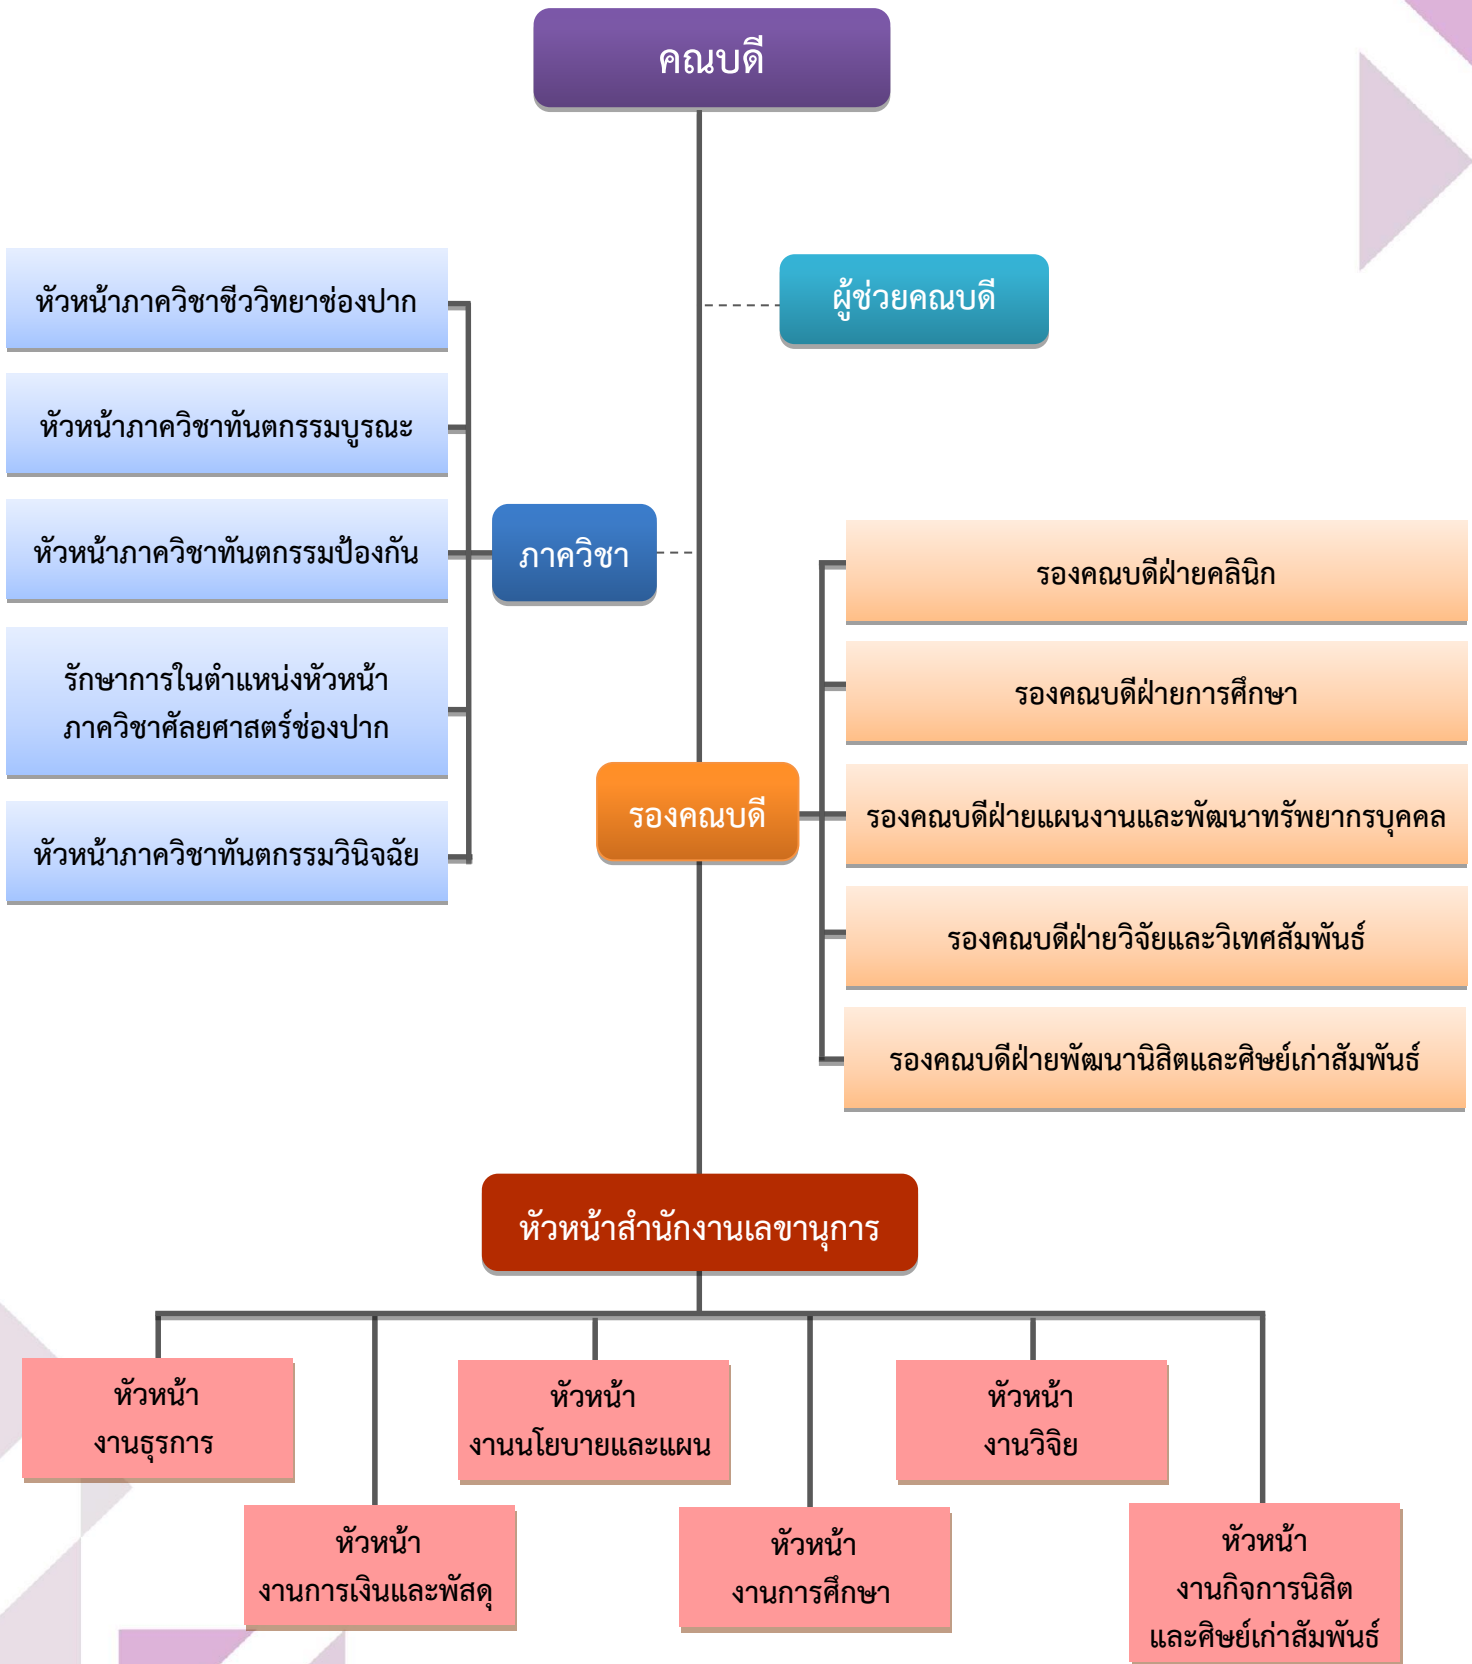 คณบดี
ผู้ช่วยคณบดี
หัวหน้าภาควิชาชีววิทยาช่องปาก
หัวหน้าภาควิชาทันตกรรมบูรณะ
หัวหน้าภาควิชาทันตกรรมป้องกัน
รักษาการในตำแหน่งหัวหน้า
ภาควิชาศัลยศาสตร์ช่องปาก
หัวหน้าภาควิชาทันตกรรมวินิจฉัย
ภาควิชา
รองคณบดี
รองคณบดีฝ่ายคลินิก
รองคณบดีฝ่ายการศึกษา
รองคณบดีฝ่ายแผนงานและพัฒนาทรัพยากรบุคคล
รองคณบดีฝ่ายวิจัยและวิเทศสัมพันธ์
รองคณบดีฝ่ายพัฒนานิสิตและศิษย์เก่าสัมพันธ์
หัวหน้าสำนักงานเลขานุการ
หัวหน้า
งานธุรการ
หัวหน้า
งานการเงินและพัสดุ
หัวหน้า
งานนโยบายและแผน
หัวหน้า
งานการศึกษา
หัวหน้า
งานวิจิย
หัวหน้า
งานกิจการนิสิต
และศิษย์เก่าสัมพันธ์